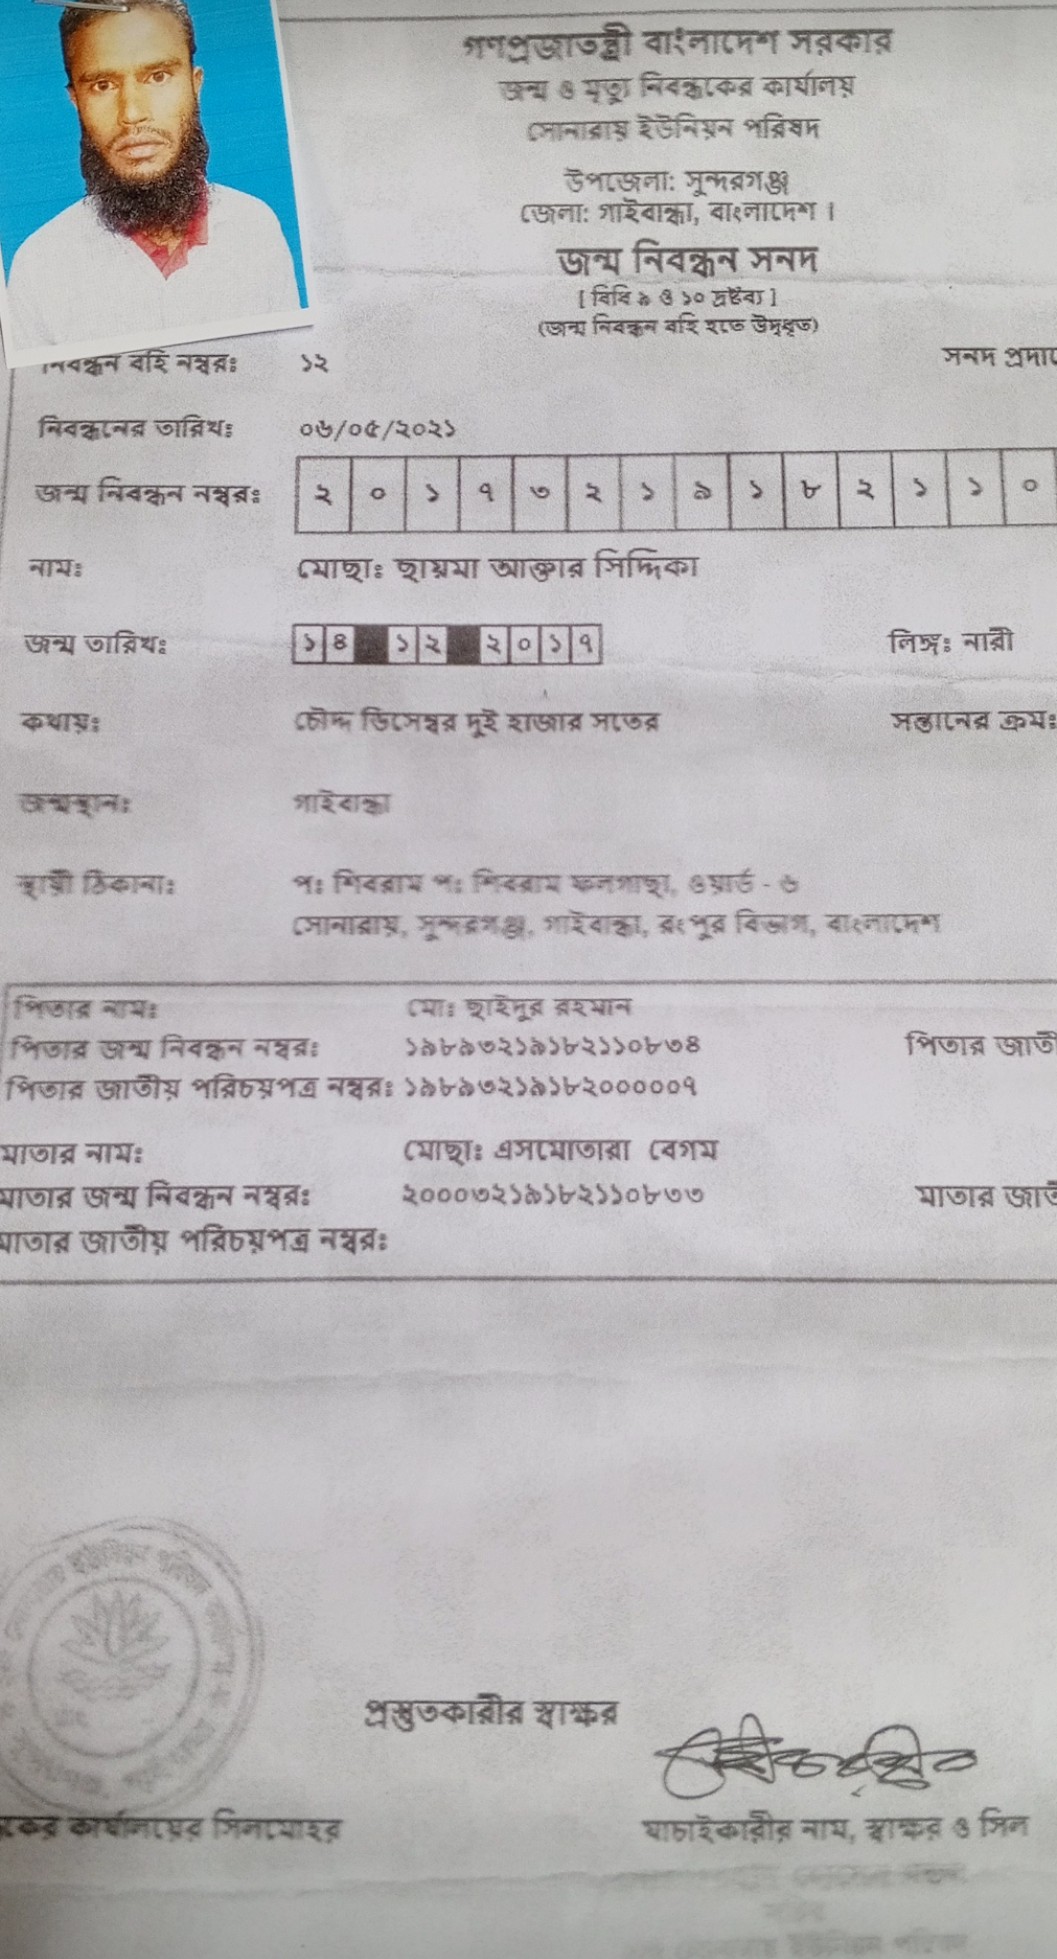 গণপ্রজাতন্ত্রী বাংলাদেশ সরকার
জন্ম ও মৃত্যু নিবন্ধকের কার্যালয়
সোনারায় ইউনিয়ন পরিষদ
উপজেলা: সুন্দরগঞ্জ
জেলা: গাইবান্ধা, বাংলাদেশ।
জন্ম নিবন্ধন সনদ
[ বিধি ৯ ও ১০ দ্রষ্টব্য ]
(জন্ম নিবন্ধন বহি হতে উদ্ধৃত)
নিবন্ধন বহি নম্বরঃ ১২ সনদ
নিবন্ধনের তারিখঃ ০৬/০৫/২০২১
জন্ম নিবন্ধন নম্বরঃ ২ ০ ১ ৭ ৩ ২ ১ ৯ ১ ৮ ২ ১ ১ ০
নামঃ মোছাঃ ছায়মা আক্তার সিদ্দিকা
জন্ম তারিখঃ ১৪ ১২ ২০১৭ লিঙ্গঃ নারী
কথায়ঃ চৌদ্দ ডিসেম্বর দুই হাজার সতের সন্তানের ক্রমঃ
জন্মস্থানঃ গাইবান্ধা
স্থায়ী ঠিকানাঃ পঃ শিবরাম পঃ শিবরাম ফলগাছা, ওয়ার্ড - ৬
সোনারায়, সুন্দরগঞ্জ, গাইবান্ধা, রংপুর বিভাগ, বাংলাদেশ
পিতার নামঃ মোঃ ছাইদুর রহমান
পিতার জন্ম নিবন্ধন নম্বরঃ ১৯৮৯৩২১৯১৮২১১০৮৩৪ পিতার
পিতার জাতীয় পরিচয়পত্র নম্বরঃ ১৯৮৯৩২১৯১৮২০০০০০৭
মাতার নামঃ মোছাঃ এসমোতারা বেগম
মাতার জন্ম নিবন্ধন নম্বরঃ ২০০০৩২১৯১৮২১১০৮৩৩ মাতার
মাতার জাতীয় পরিচয়পত্র নম্বরঃ
প্রস্তুতকারীর স্বাক্ষর
কার্যালয়ের সিলমোহর যাচাইকারীর নাম, স্বাক্ষর ও সিল